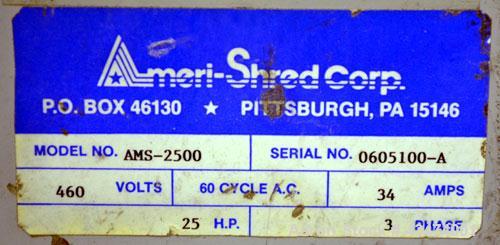 Ameri-Shred Corp.
P.O. BOX 46130 ★ PITTSBURGH, PA 15146
MODEL NO. AMS-2500 SERIAL NO. 0605100-A
460 VOLTS 60 CYCLE A.C. 34 AMPS
25 H.P. 3 PHASE